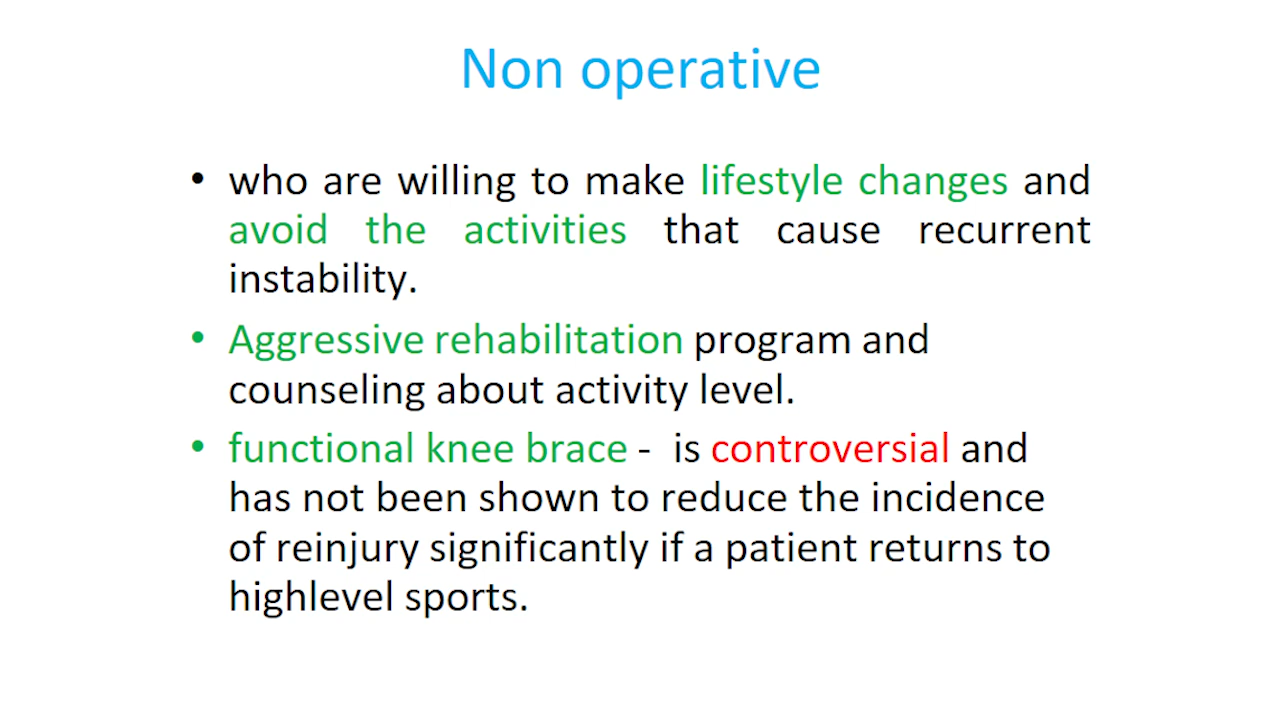 Non operative
• who are willing to make lifestyle changes and
avoid the activities that cause recurrent
instability.
• Aggressive rehabilitation program and
counseling about activity level.
• functional knee brace - is controversial and
has not been shown to reduce the incidence
of reinjury significantly if a patient returns to
highlevel sports.